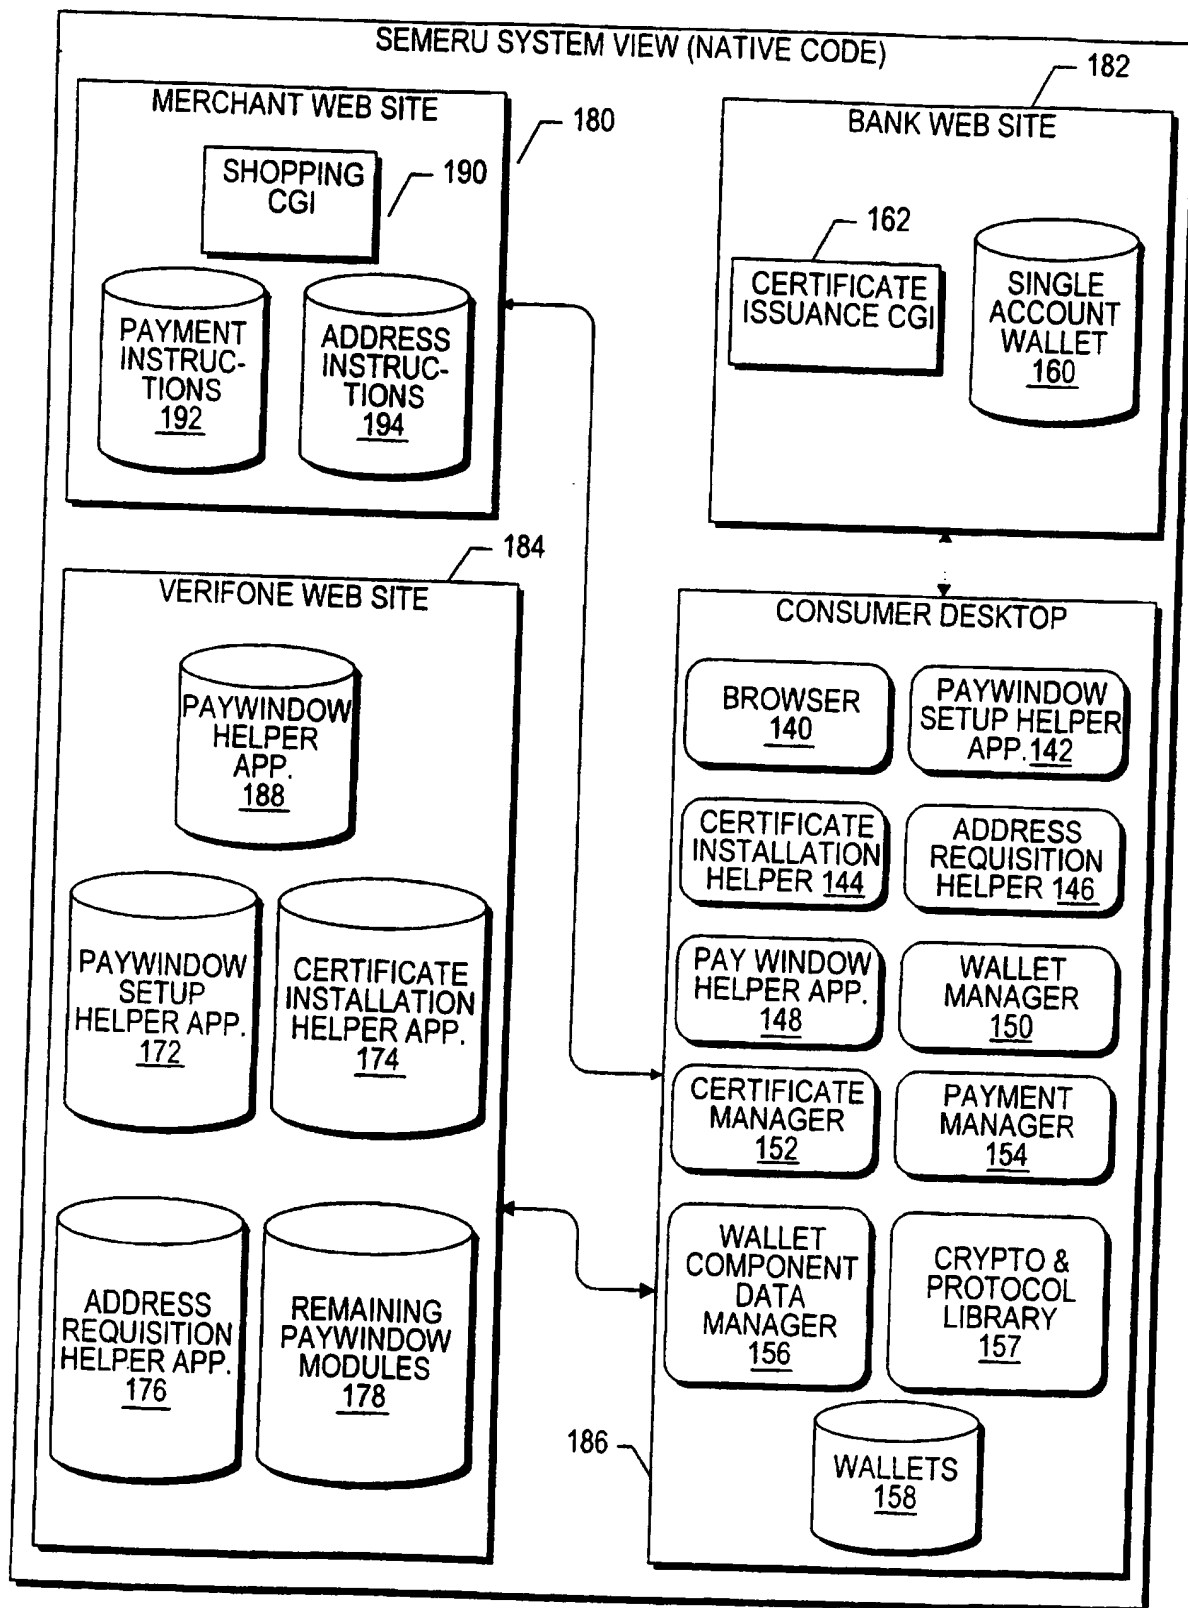 SEMERU SYSTEM VIEW (NATIVE CODE)
MERCHANT WEB SITE
180
SHOPPING
CGI
190
PAYMENT
INSTRUC-
TIONS
192
ADDRESS
INSTRUC-
TIONS
194
182
BANK WEB SITE
162
CERTIFICATE
ISSUANCE CGI
SINGLE
ACCOUNT
WALLET
160
184
VERIFONE WEB SITE
PAYWINDOW
HELPER
APP.
188
PAYWINDOW
SETUP
HELPER APP.
172
CERTIFICATE
INSTALLATION
HELPER APP.
174
ADDRESS
REQUISITION
HELPER APP.
176
REMAINING
PAYWINDOW
MODULES
178
CONSUMER DESKTOP
BROWSER
140
PAYWINDOW
SETUP HELPER
APP.142
CERTIFICATE
INSTALLATION
HELPER 144
ADDRESS
REQUISITION
HELPER 146
PAY WINDOW
HELPER APP.
148
WALLET
MANAGER
150
CERTIFICATE
MANAGER
152
PAYMENT
MANAGER
154
WALLET
COMPONENT
DATA
MANAGER
156
CRYPTO &
PROTOCOL
LIBRARY
157
186
WALLETS
158